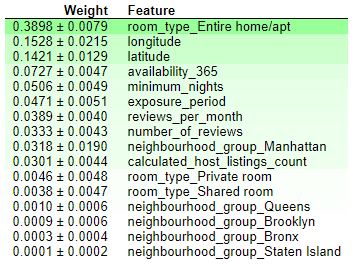 Weight Feature
0.3898 ± 0.0079 room_type_Entire home/apt
0.1528 ± 0.0215 longitude
0.1421 ± 0.0129 latitude
0.0727 ± 0.0047 availability_365
0.0506 ± 0.0049 minimum_nights
0.0471 ± 0.0051 exposure_period
0.0389 ± 0.0040 reviews_per_month
0.0333 ± 0.0043 number_of_reviews
0.0318 ± 0.0190 neighbourhood_group_Manhattan
0.0301 ± 0.0044 calculated_host_listings_count
0.0046 ± 0.0048 room_type_Private room
0.0038 ± 0.0047 room_type_Shared room
0.0010 ± 0.0006 neighbourhood_group_Queens
0.0009 ± 0.0006 neighbourhood_group_Brooklyn
0.0003 ± 0.0004 neighbourhood_group_Bronx
0.0001 ± 0.0002 neighbourhood_group_Staten Island